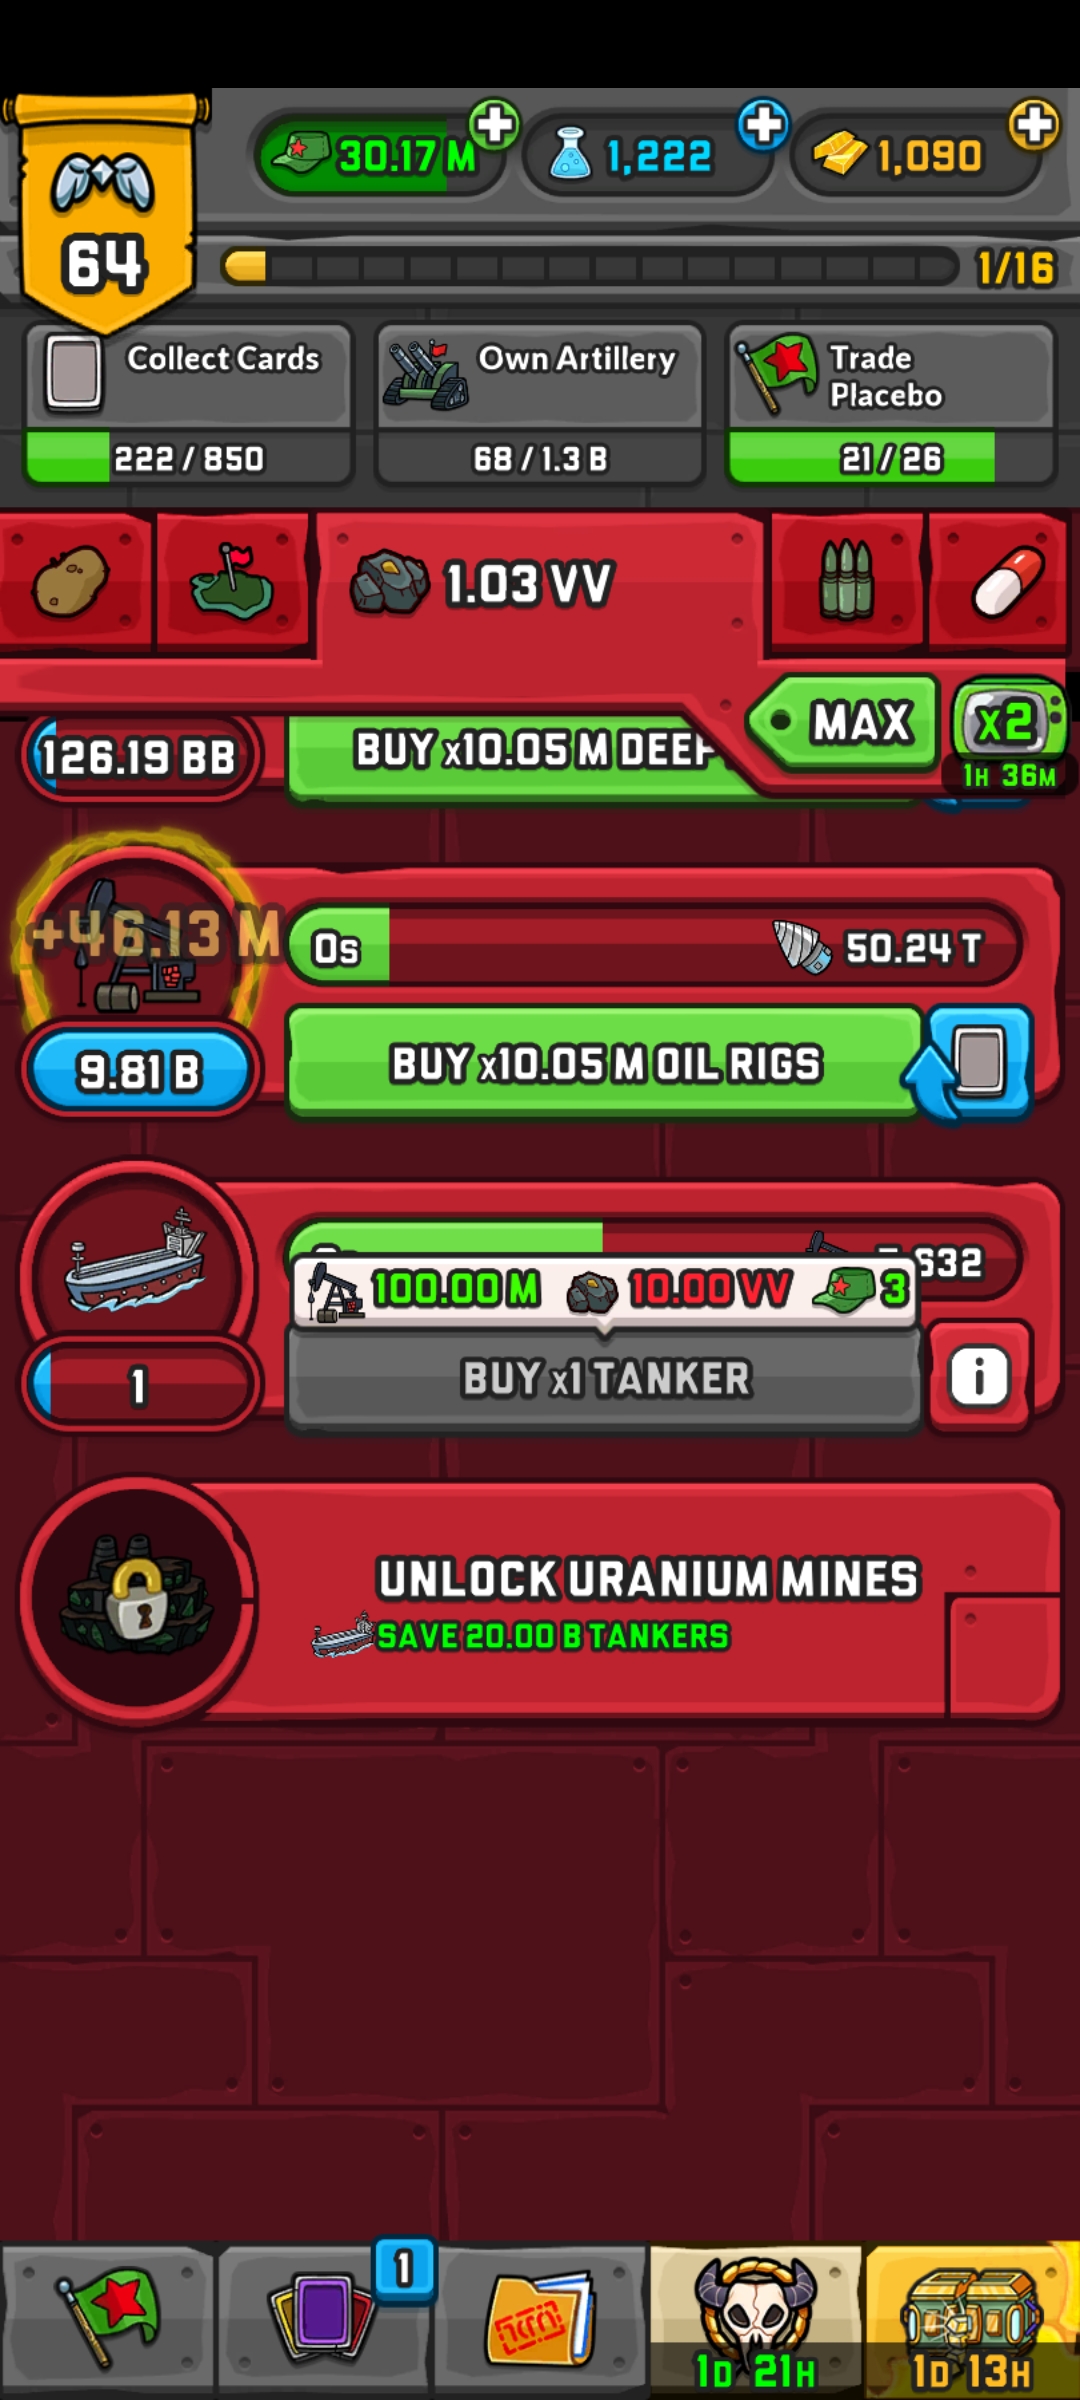 30.17 M
1,222
1,090
64
1/16
Collect Cards
222 / 850
Own Artillery
68 / 1.3 B
Trade
Placebo
21 / 26
1.03 VV
MAX
X2
1H 36M
126.19 BB
BUY x10.05 M DEEP
+46.13 M
0s
50.24 T
9.81 B
BUY x10.05 M OIL RIGS
632
100.00 M
10.00 VV
3
1
BUY x1 TANKER
i
UNLOCK URANIUM MINES
SAVE 20.00 B TANKERS
1
1D 21H
1D 13H